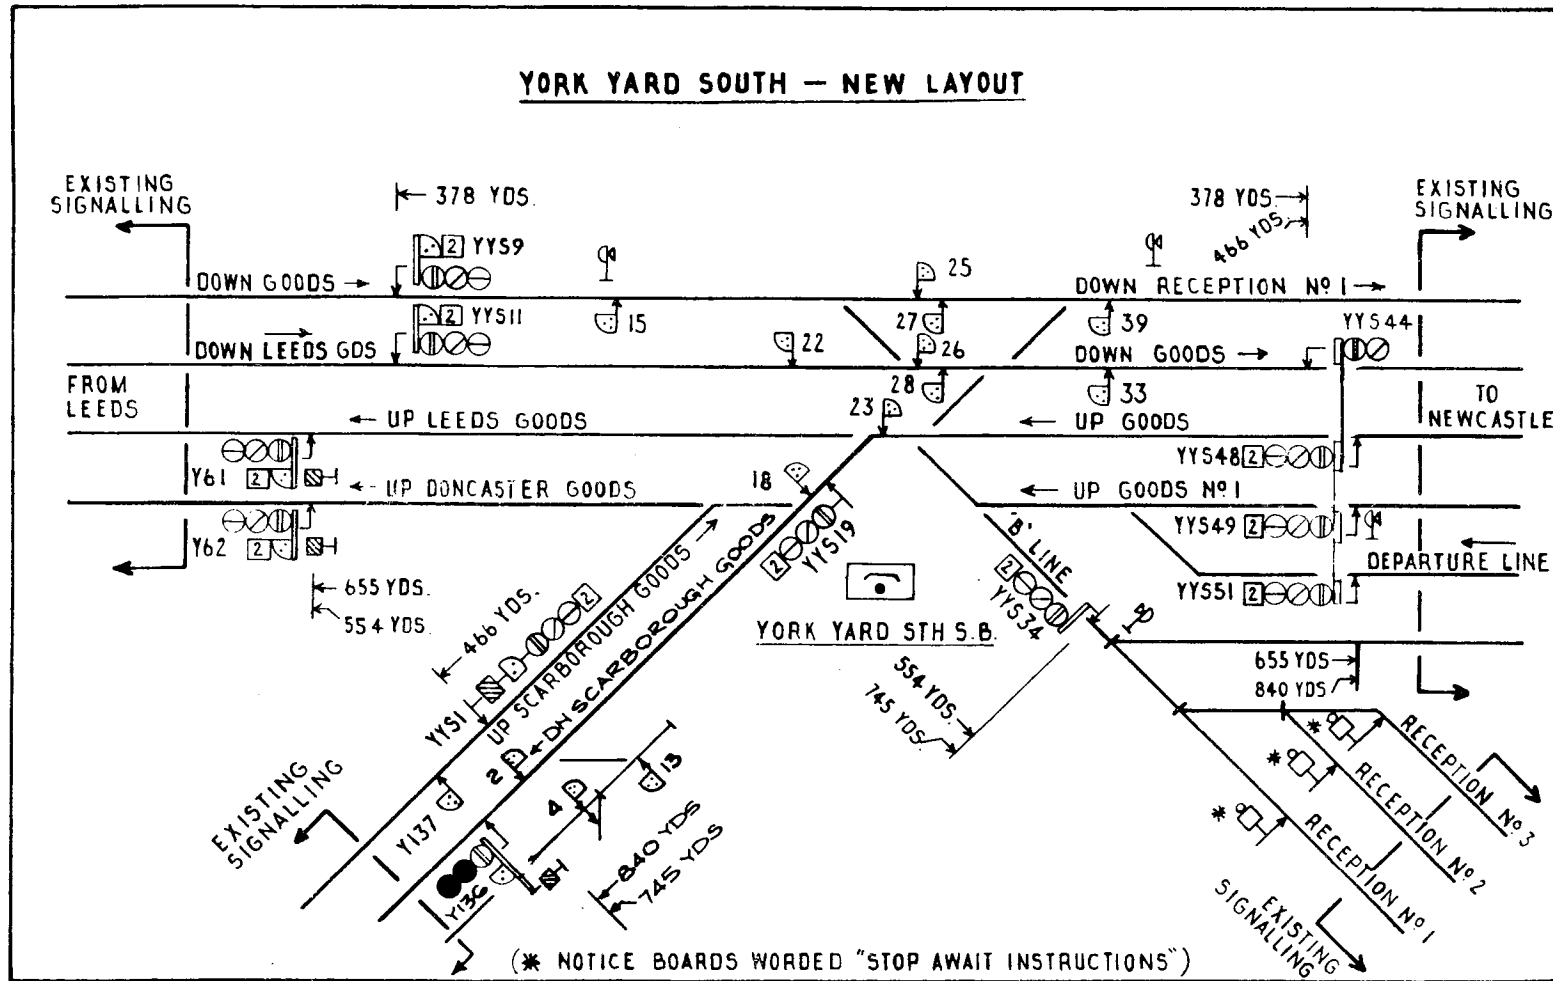 YORK YARD SOUTH — NEW LAYOUT
EXISTING
SIGNALLING
378 YDS.
378 YDS.
466 YDS.
EXISTING
SIGNALLING
2 YYS9
DOWN GOODS →
15
25
27
DOWN RECEPTION Nº 1 →
39
2 YYS11
DOWN LEEDS GDS
22
26
DOWN GOODS →
YYS44
FROM
LEEDS
28
33
TO
NEWCASTLE
23
← UP LEEDS GOODS
← UP GOODS
YYS48 2
Y61 2
← UP DONCASTER GOODS
18
← UP GOODS Nº 1
YYS49 2
Y62 2
2 YYS19
'B' LINE
DEPARTURE LINE
655 YDS.
554 YDS.
2 YYS34
YYS51 2
466 YDS.
YYS1 2
UP SCARBOROUGH GOODS →
← DN SCARBOROUGH GOODS
YORK YARD STH S.B.
554 YDS.
745 YDS.
655 YDS
840 YDS
2
4
13
Y137
Y136
840 YDS
745 YDS
EXISTING
SIGNALLING
* RECEPTION Nº 3
* RECEPTION Nº 2
* RECEPTION Nº 1
EXISTING
SIGNALLING
(* NOTICE BOARDS WORDED "STOP AWAIT INSTRUCTIONS")